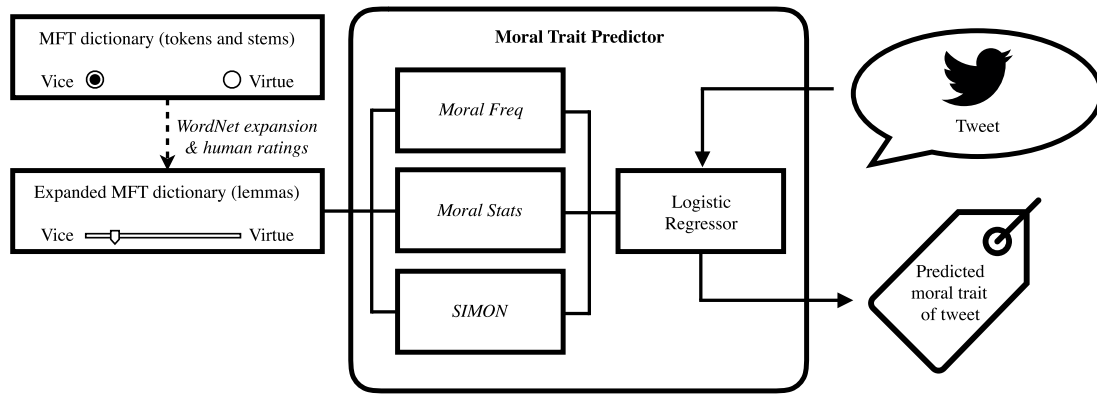 MFT dictionary (tokens and stems)
Vice Virtue
WordNet expansion
& human ratings
Expanded MFT dictionary (lemmas)
Vice Virtue
Moral Trait Predictor
Moral Freq
Moral Stats
SIMON
Logistic
Regressor
Tweet
Predicted
moral trait
of tweet